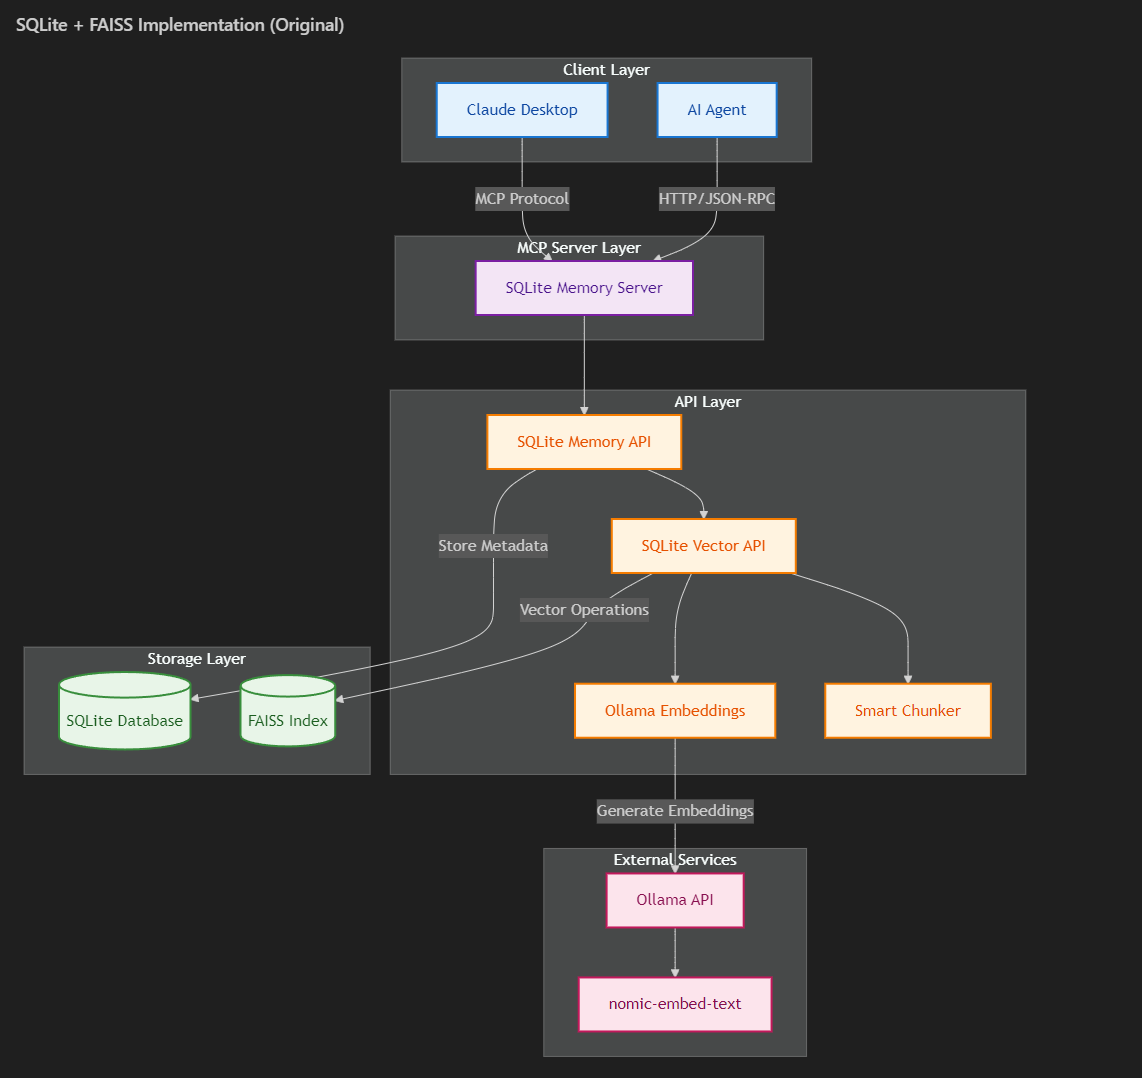 SQLite + FAISS Implementation (Original)
Client Layer
Claude Desktop
AI Agent
MCP Protocol
HTTP/JSON-RPC
MCP Server Layer
SQLite Memory Server
API Layer
SQLite Memory API
Store Metadata
SQLite Vector API
Vector Operations
Storage Layer
SQLite Database
FAISS Index
Ollama Embeddings
Smart Chunker
Generate Embeddings
External Services
Ollama API
nomic-embed-text